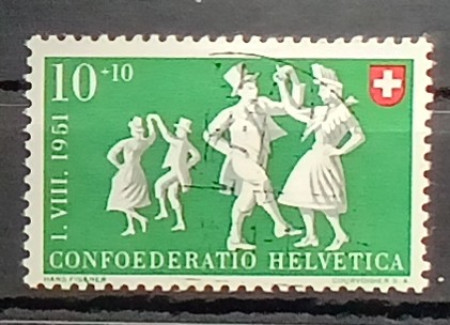 10+10
1. VIII. 1951
CONFOEDERATIO HELVETICA
HANS FISCHER
COURVOISIER S.A.